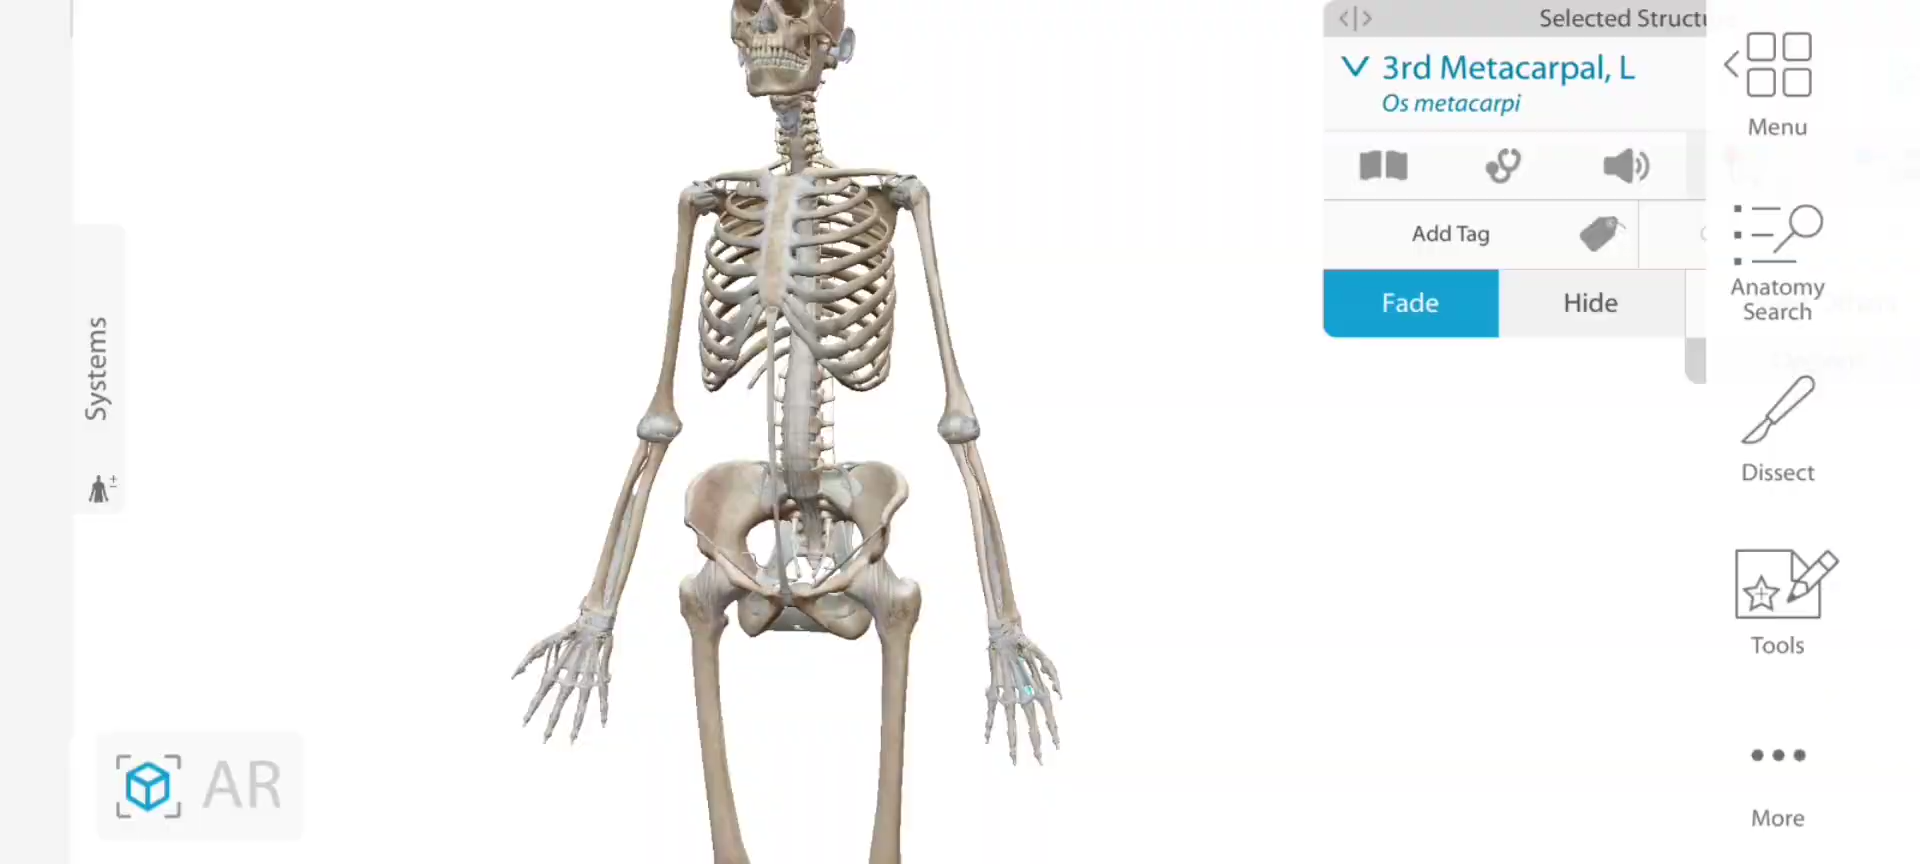 Selected Structu
3rd Metacarpal, L
Os metacarpi
Add Tag
Fade
Hide
Menu
Anatomy
Search
Dissect
Tools
More
Systems
AR